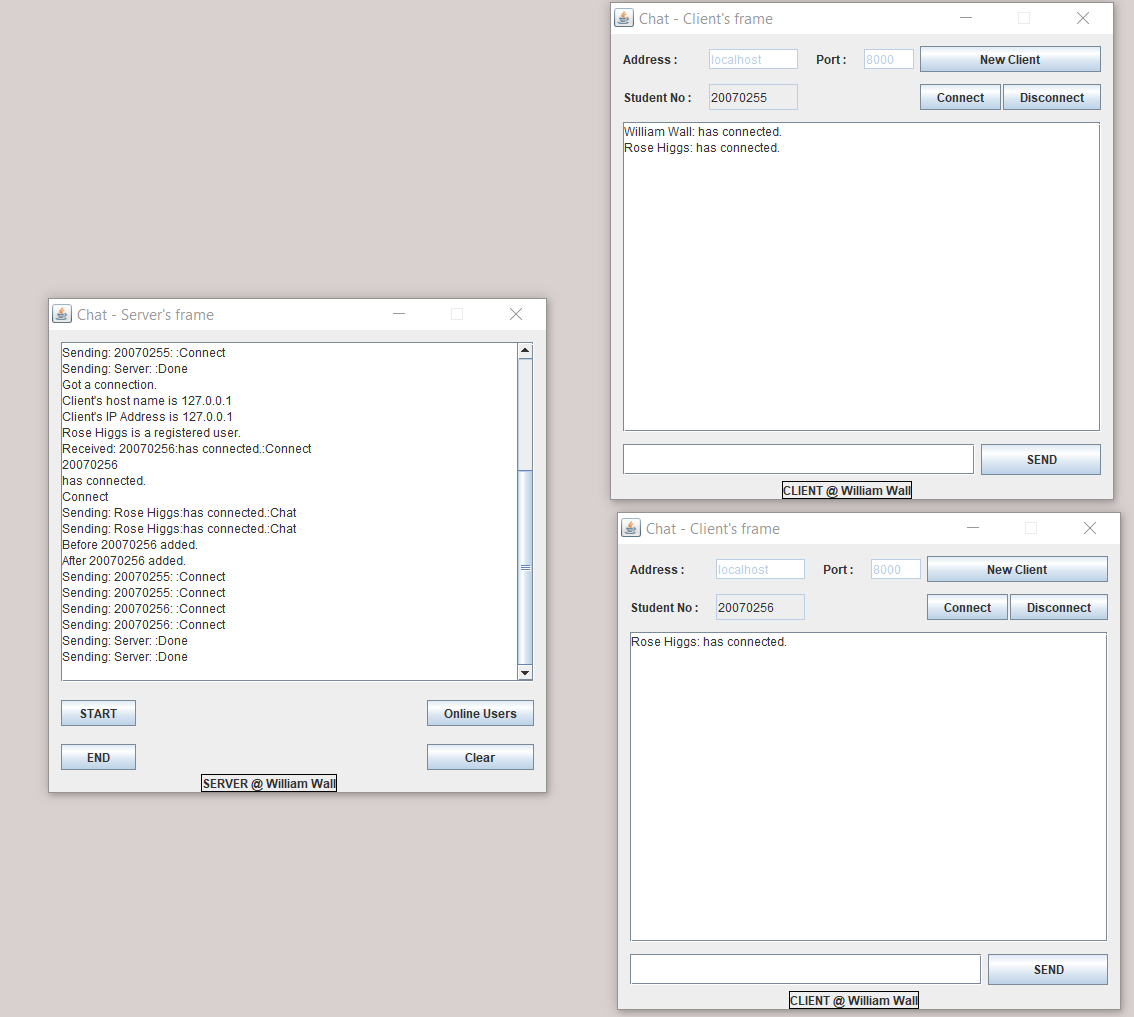 Chat - Client's frame
Address : localhost Port : 8000 New Client
Student No : 20070255 Connect Disconnect
William Wall: has connected.
Rose Higgs: has connected.
SEND
CLIENT @ William Wall
Chat - Server's frame
Sending: 20070255: :Connect
Sending: Server: :Done
Got a connection.
Client's host name is 127.0.0.1
Client's IP Address is 127.0.0.1
Rose Higgs is a registered user.
Received: 20070256:has connected.:Connect
20070256
has connected.
Connect
Sending: Rose Higgs:has connected.:Chat
Sending: Rose Higgs:has connected.:Chat
Before 20070256 added.
After 20070256 added.
Sending: 20070255: :Connect
Sending: 20070255: :Connect
Sending: 20070256: :Connect
Sending: 20070256: :Connect
Sending: Server: :Done
Sending: Server: :Done
START Online Users
END Clear
SERVER @ William Wall
Chat - Client's frame
Address : localhost Port : 8000 New Client
Student No : 20070256 Connect Disconnect
Rose Higgs: has connected.
SEND
CLIENT @ William Wall